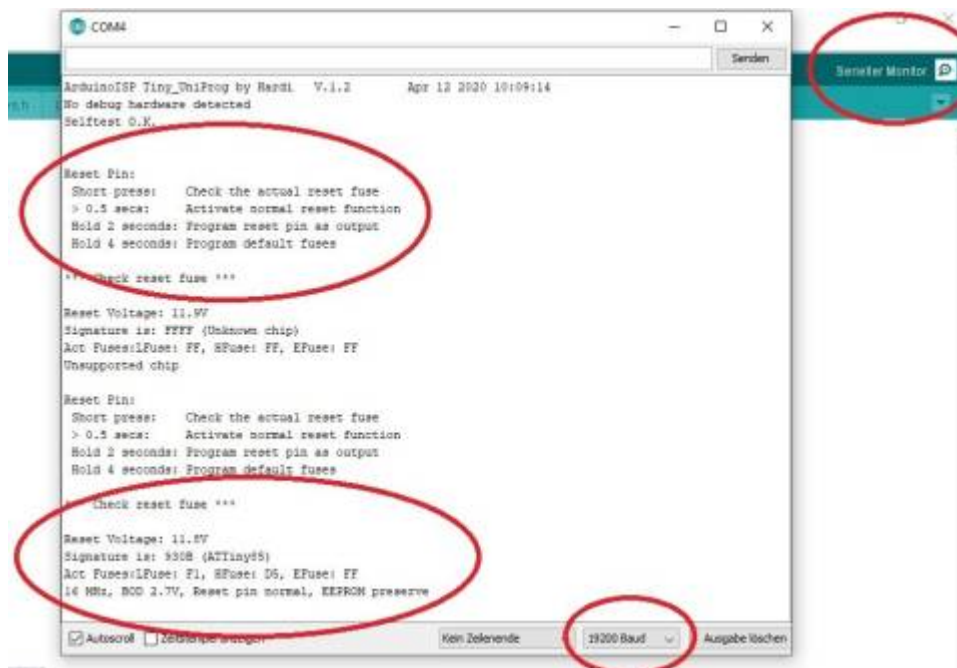 COM4
Senden
Serieller Monitor
ArduinoISP Tiny_UniProg by Hardi V.1.2 Apr 12 2020 10:09:14
No debug hardware detected
Selftest O.K.
Reset Pin:
Short press: Check the actual reset fuse
> 0.5 secs: Activate normal reset function
Hold 2 seconds: Program reset pin as output
Hold 4 seconds: Program default fuses
*** Check reset fuse ***
Reset Voltage: 11.9V
Signature is: FFFF (Unknown chip)
Act Fuses:LFuse: FF, HFuse: FF, EFuse: FF
Unsupported chip
Reset Pin:
Short press: Check the actual reset fuse
> 0.5 secs: Activate normal reset function
Hold 2 seconds: Program reset pin as output
Hold 4 seconds: Program default fuses
Check reset fuse ***
Reset Voltage: 11.8V
Signature is: 930B (ATTiny85)
Act Fuses:LFuse: F1, HFuse: D5, EFuse: FF
16 MHz, BOD 2.7V, Reset pin normal, EEPROM preserve
Autoscroll Zeitstempel anzeigen Kein Zeilenende 19200 Baud Ausgabe löschen